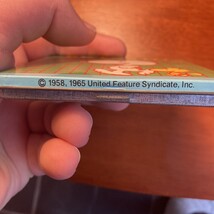 © 1958, 1965 United Feature Syndicate, Inc.